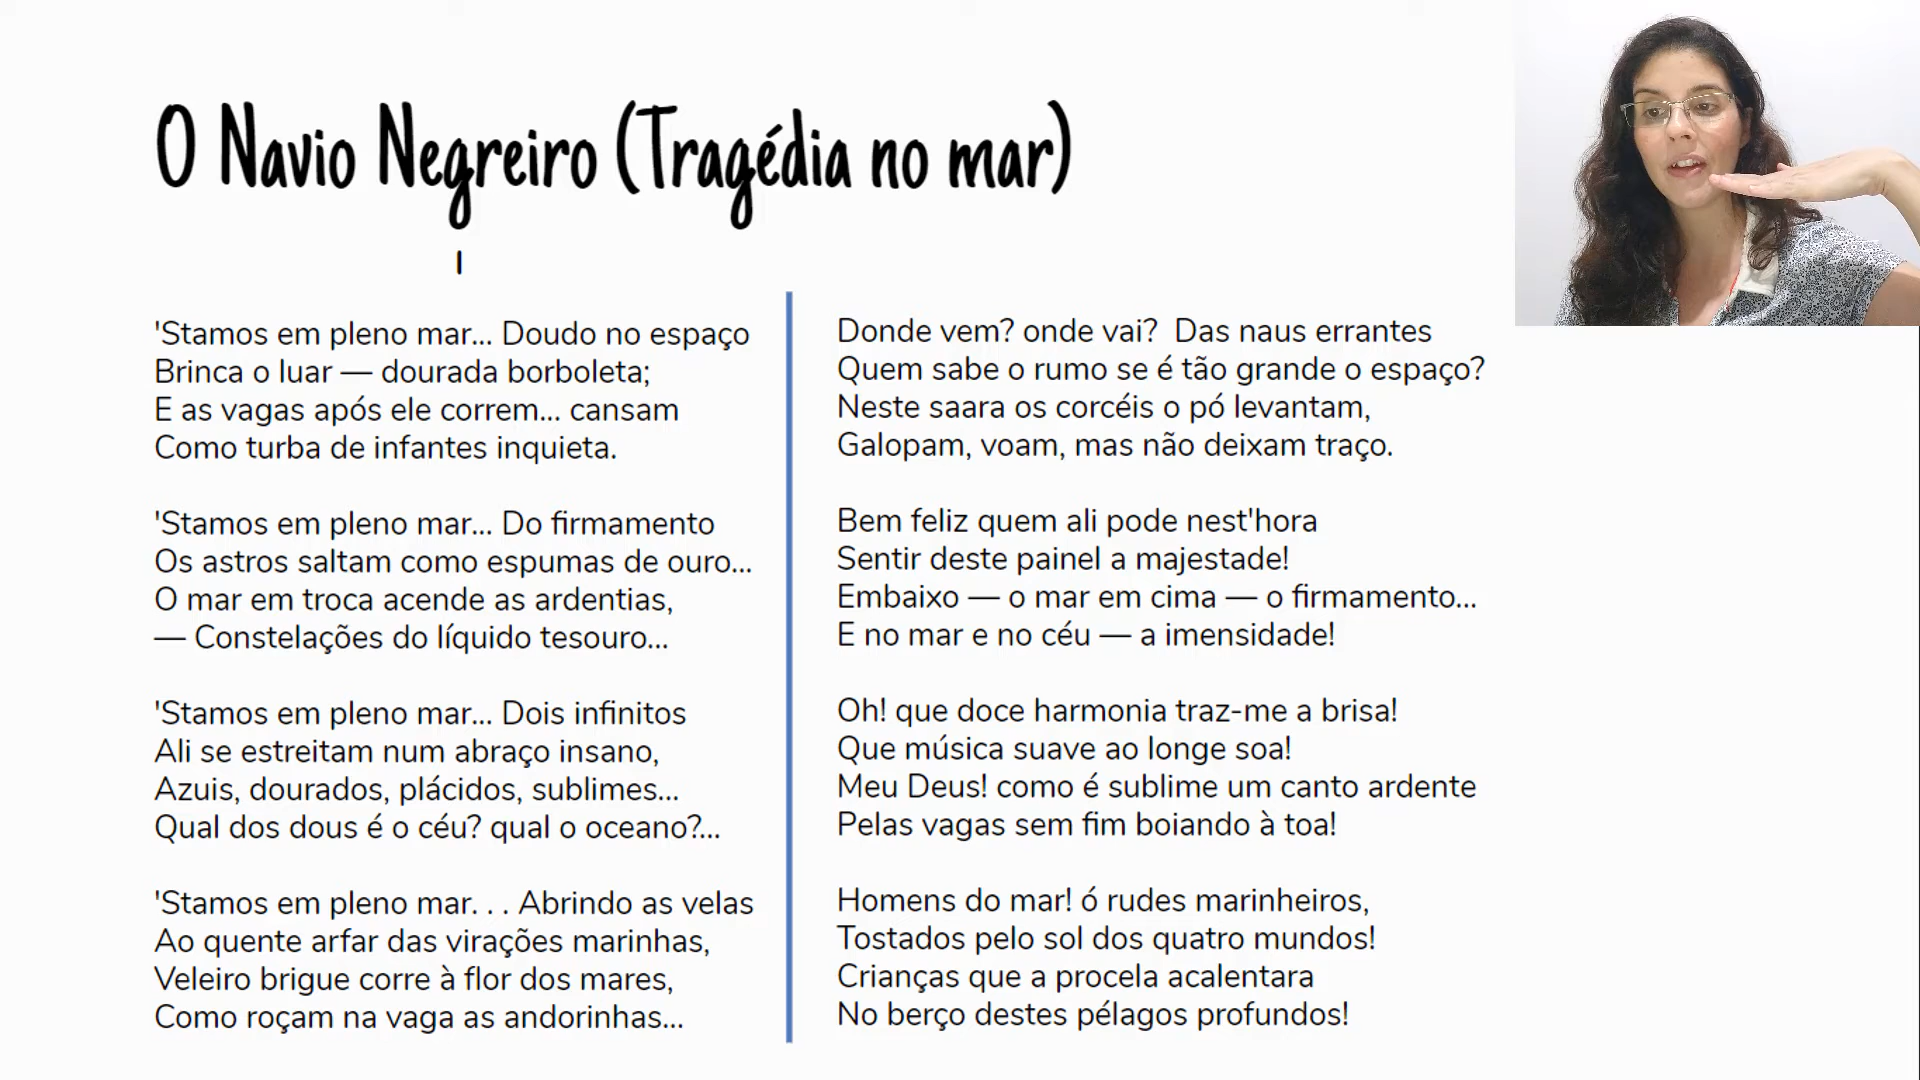 O Navio Negreiro (Tragédia no mar)
I
'Stamos em pleno mar... Doudo no espaço
Brinca o luar — dourada borboleta;
E as vagas após ele correm... cansam
Como turba de infantes inquieta.
'Stamos em pleno mar... Do firmamento
Os astros saltam como espumas de ouro...
O mar em troca acende as ardentias,
— Constelações do líquido tesouro...
'Stamos em pleno mar... Dois infinitos
Ali se estreitam num abraço insano,
Azuis, dourados, plácidos, sublimes...
Qual dos dous é o céu? qual o oceano?...
'Stamos em pleno mar. . . Abrindo as velas
Ao quente arfar das virações marinhas,
Veleiro brigue corre à flor dos mares,
Como roçam na vaga as andorinhas...
Donde vem? onde vai?  Das naus errantes
Quem sabe o rumo se é tão grande o espaço?
Neste saara os corcéis o pó levantam,
Galopam, voam, mas não deixam traço.
Bem feliz quem ali pode nest'hora
Sentir deste painel a majestade!
Embaixo — o mar em cima — o firmamento...
E no mar e no céu — a imensidade!
Oh! que doce harmonia traz-me a brisa!
Que música suave ao longe soa!
Meu Deus! como é sublime um canto ardente
Pelas vagas sem fim boiando à toa!
Homens do mar! ó rudes marinheiros,
Tostados pelo sol dos quatro mundos!
Crianças que a procela acalentara
No berço destes pélagos profundos!